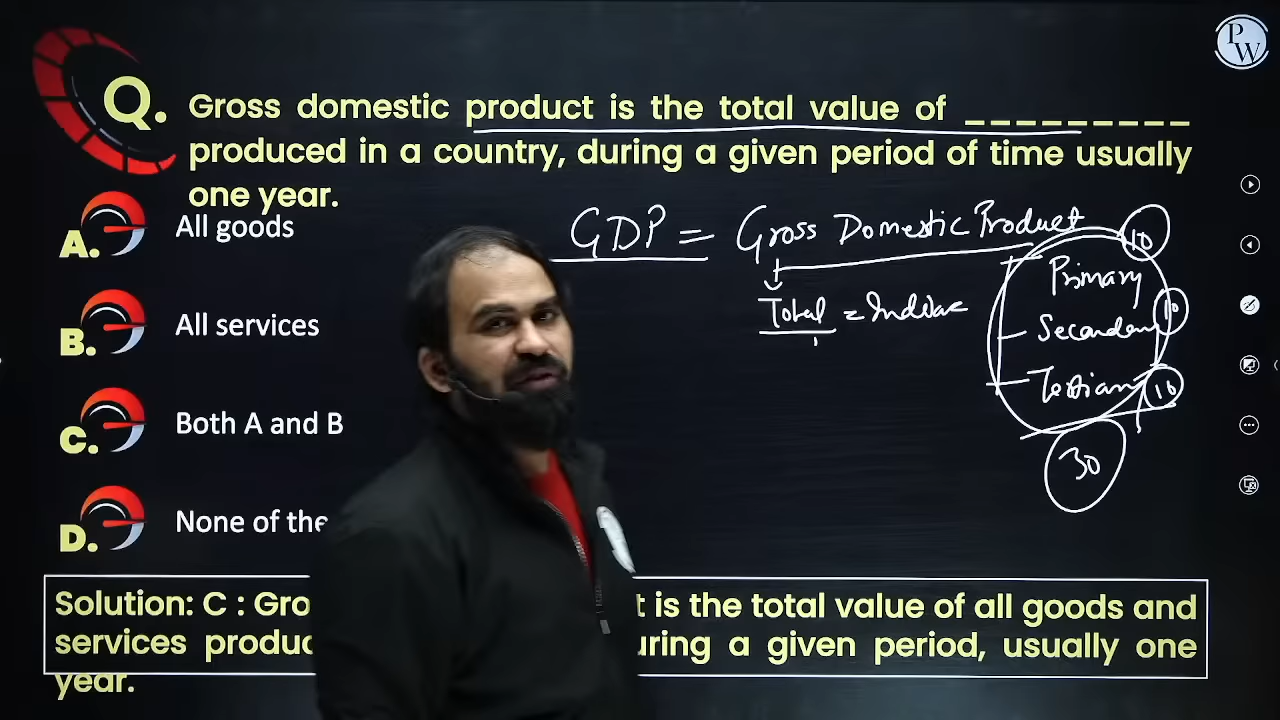 PW
Q. Gross domestic product is the total value of _________
produced in a country, during a given period of time usually
one year.
A. All goods
B. All services
C. Both A and B
D. None of the
GDP = Gross Domestic Product
Total =
Primary 10
Secondary 10
Tertiary 10
30
Solution: C : Gro t is the total value of all goods and
services produc uring a given period, usually one
year.